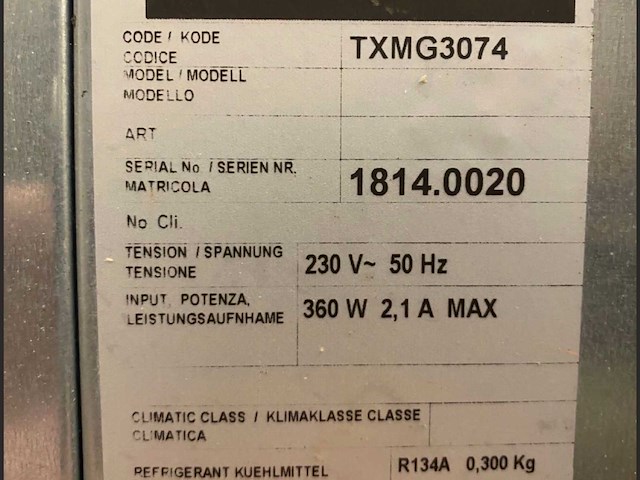 CODE / KODE
CODICE
TXMG3074
MODEL / MODELL
MODELLO
ART
SERIAL No / SERIEN NR.
MATRICOLA
1814.0020
No Cli.
TENSION / SPANNUNG
TENSIONE
230 V~ 50 Hz
INPUT, POTENZA,
LEISTUNGSAUFNHAME
360 W 2,1 A MAX
CLIMATIC CLASS / KLIMAKLASSE CLASSE
CLIMATICA
REFRIGERANT KUEHLMITTEL
R134A 0,300 Kg